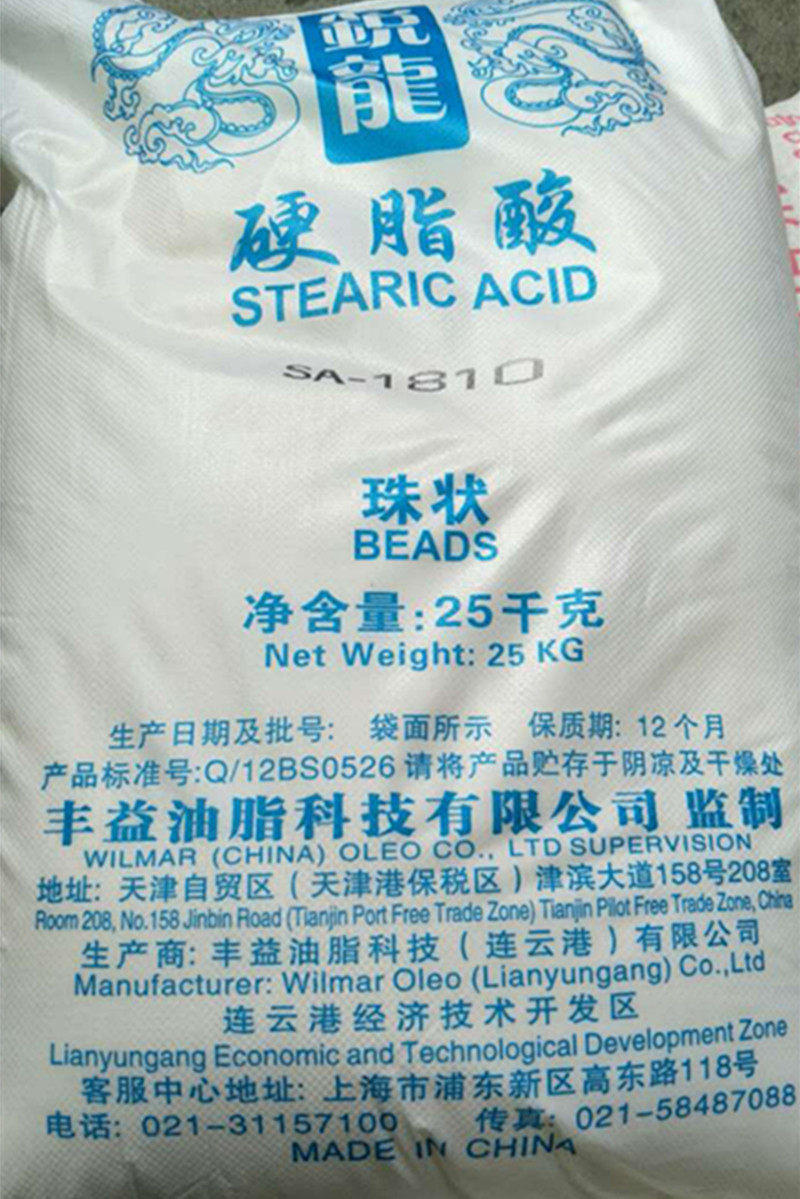 鋭龍
硬脂酸
STEARIC ACID
SA-1810
珠状
BEADS
净含量:25千克
Net Weight: 25 KG
生产日期及批号: 袋面所示 保质期: 12个月
产品标准号:Q/12BS0526 请将产品贮存于阴凉及干燥处
丰益油脂科技有限公司 监制
WILMAR (CHINA) OLEO CO., LTD SUPERVISION
地址: 天津自贸区(天津港保税区)津滨大道158号208室
Room 208, No.158 Jinbin Road (Tianjin Port Free Trade Zone) Tianjin Pilot Free Trade Zone, China
生产商: 丰益油脂科技(连云港)有限公司
Manufacturer: Wilmar Oleo (Lianyungang) Co.,Ltd
连云港经济技术开发区
Lianyungang Economic and Technological Development Zone
客服中心地址: 上海市浦东新区高东路118号
电话: 021-31157100 传真: 021-58487088
MADE IN CHINA